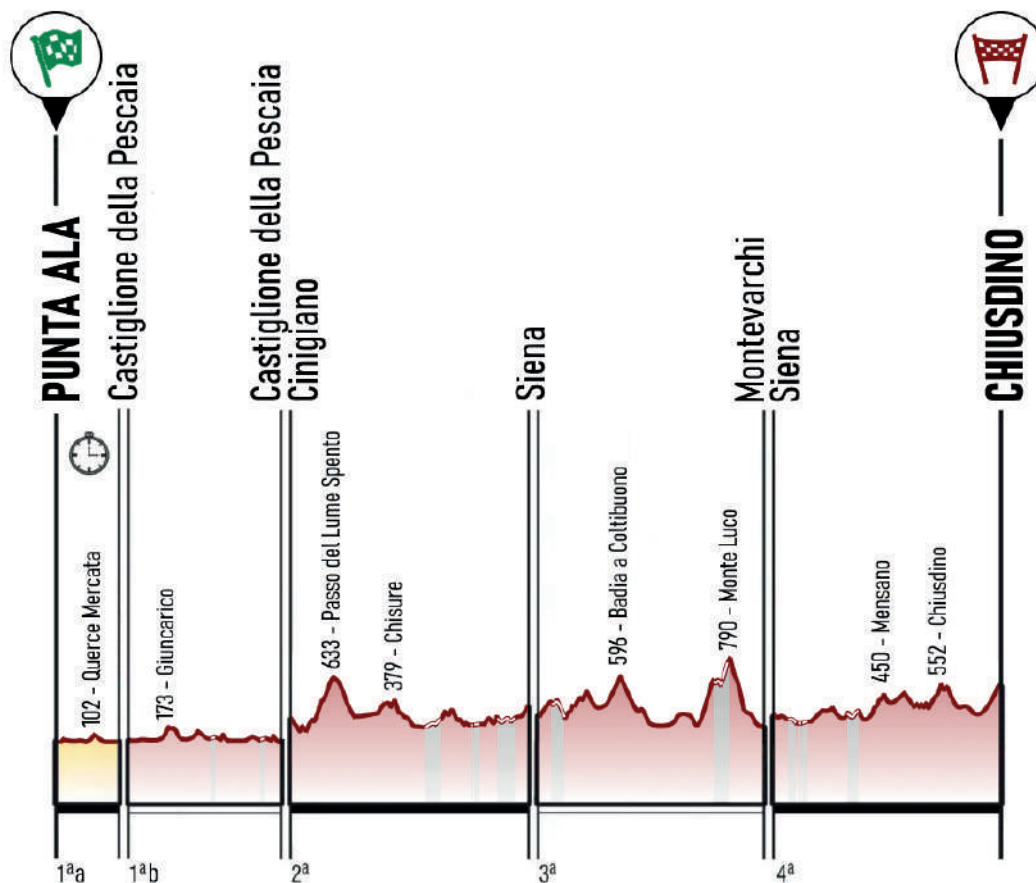 PUNTA ALA
Castiglione della Pescaia
Castiglione della Pescaia
Cinigiano
Siena
Montevarchi
Siena
CHIUSDINO
102 - Querce Mercata
173 - Giuncarico
633 - Passo del Lume Spento
379 - Chisure
596 - Badia a Coltibuono
790 - Monte Luco
450 - Mensano
552 - Chiusdino
1ªa
1ªb
2ª
3ª
4ª